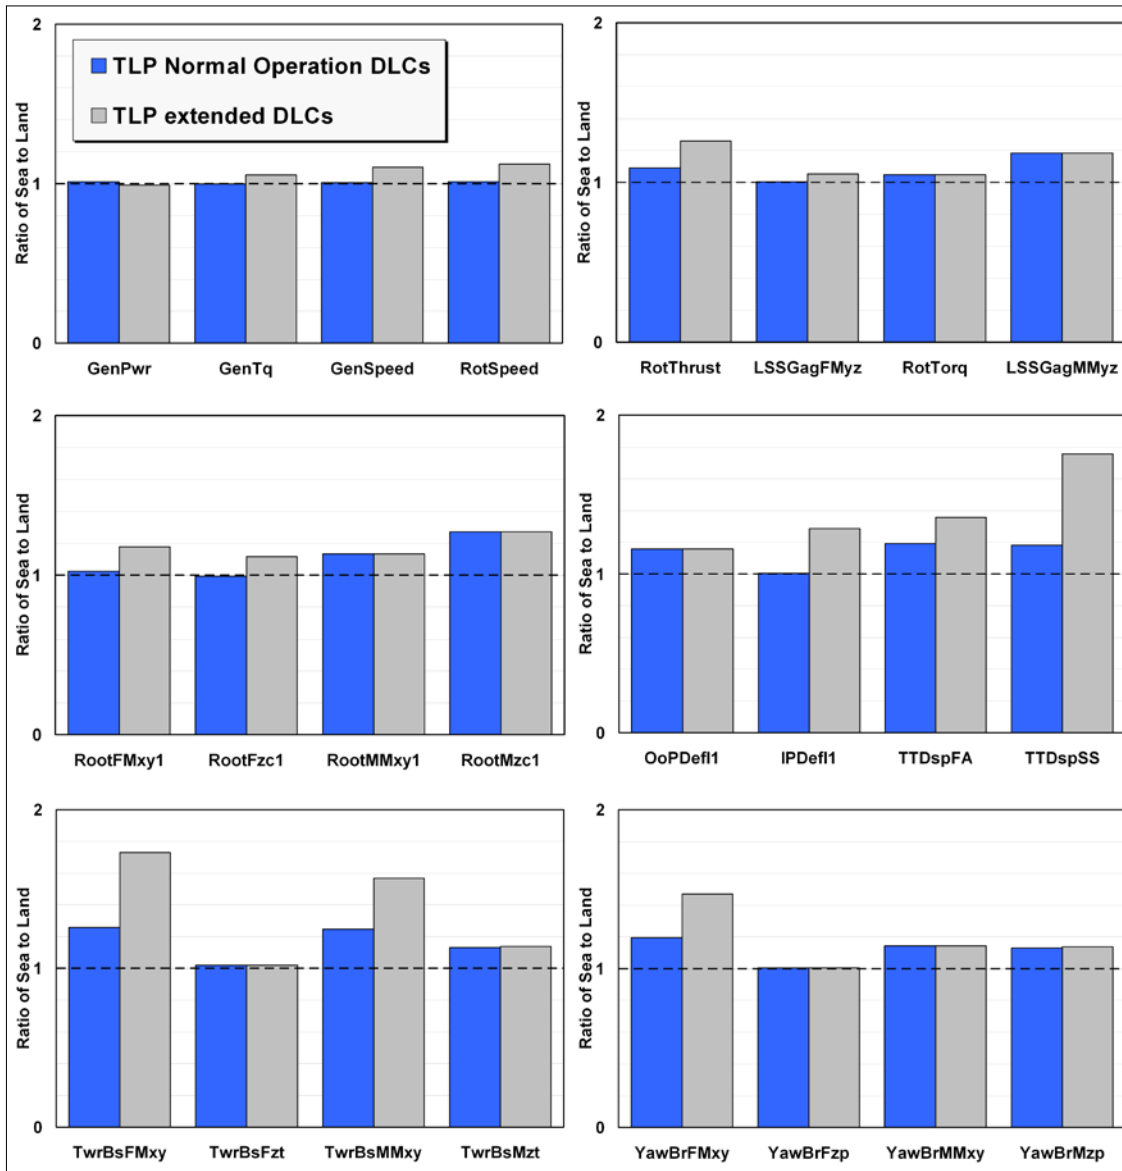 2
TLP Normal Operation DLCs
TLP extended DLCs
Ratio of Sea to Land
1
0
GenPwr GenTq GenSpeed RotSpeed
2
Ratio of Sea to Land
1
0
RotThrust LSSGagFMyz RotTorq LSSGagMMyz
2
Ratio of Sea to Land
1
0
RootFMxy1 RootFzc1 RootMMxy1 RootMzc1
2
Ratio of Sea to Land
1
0
OoPDefl1 IPDefl1 TTDspFA TTDspSS
2
Ratio of Sea to Land
1
0
TwrBsFMxy TwrBsFzt TwrBsMMxy TwrBsMzt
2
Ratio of Sea to Land
1
0
YawBrFMxy YawBrFzp YawBrMMxy YawBrMzp